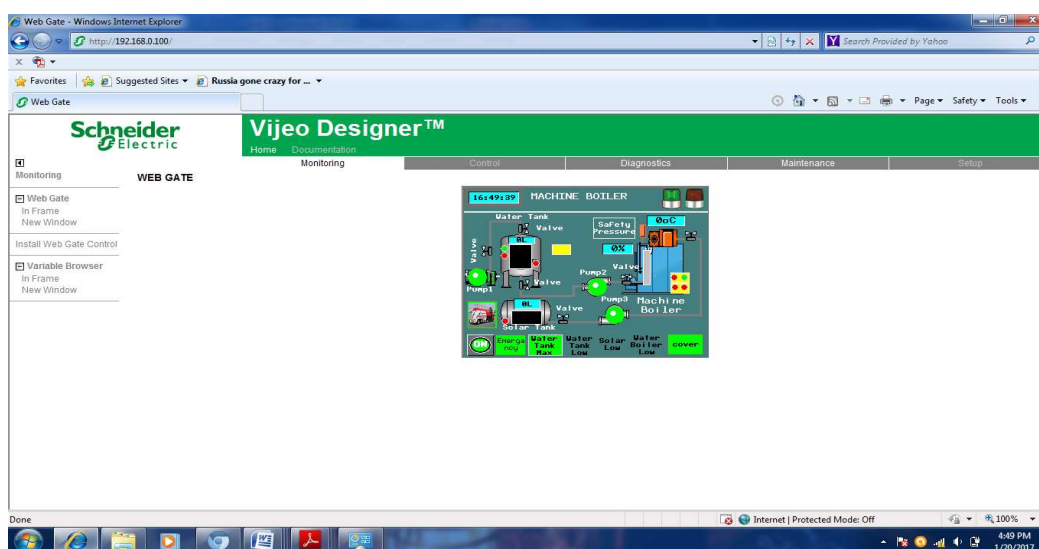 Web Gate - Windows Internet Explorer
http://192.168.0.100/
Search Provided by Yahoo
Favorites
Suggested Sites
Russia gone crazy for ...
Web Gate
Page Safety Tools
Schneider
Electric
Vijeo Designer™
Home Documentation
Monitoring Control Diagnostics Maintenance Setup
Monitoring
WEB GATE
Web Gate
In Frame
New Window
Install Web Gate Control
Variable Browser
In Frame
New Window
16:49:39 MACHINE BOILER
Water Tank
Valve
Safety
Pressure
0oC
Valve
0L
0%
Valve
Pump2
Valve
Pump1
0L
Valve
Pump3
Machine
Boiler
Solar Tank
ON
Energe
ncy
Water
Tank
Max
Water
Tank
Low
Solar
Low
Water
Boiler
Low
cover
Done
Internet | Protected Mode: Off
100%
4:49 PM
1/20/2017